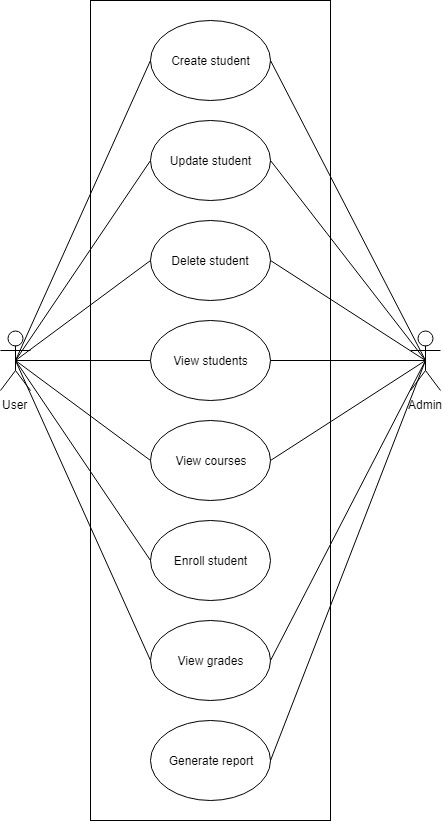 Create student
Update student
Delete student
View students
User
Admin
View courses
Enroll student
View grades
Generate report